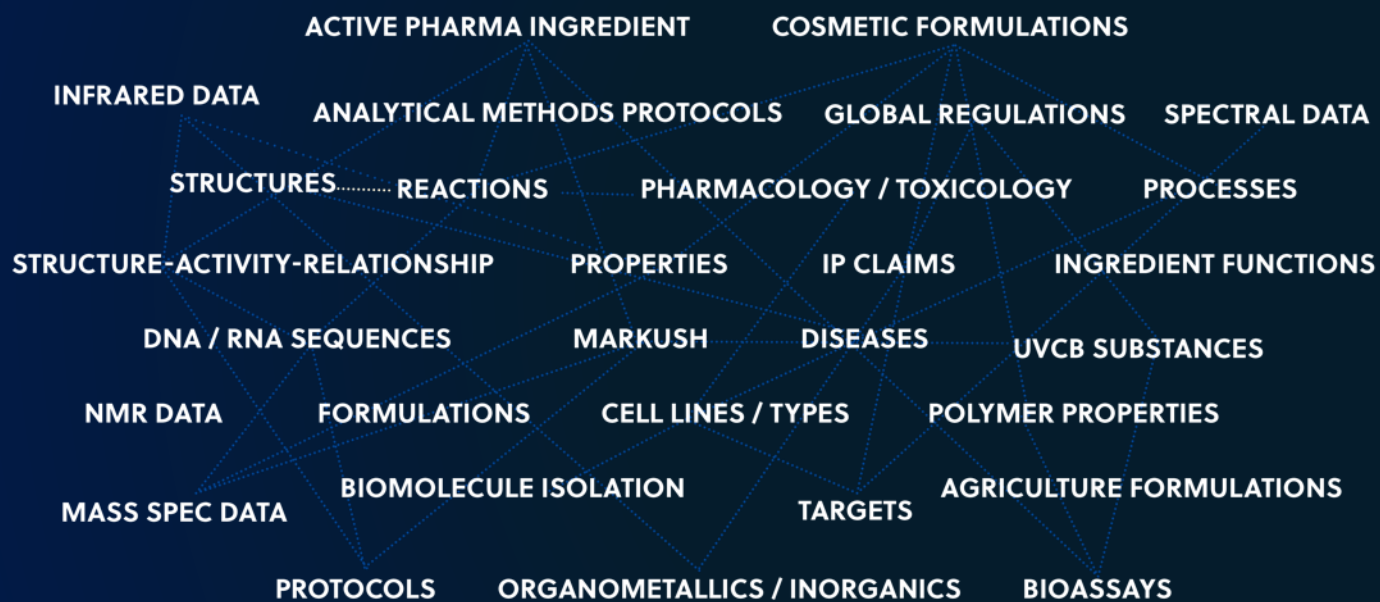 ACTIVE PHARMA INGREDIENT
COSMETIC FORMULATIONS
INFRARED DATA
ANALYTICAL METHODS PROTOCOLS
GLOBAL REGULATIONS
SPECTRAL DATA
STRUCTURES
REACTIONS
PHARMACOLOGY / TOXICOLOGY
PROCESSES
STRUCTURE-ACTIVITY-RELATIONSHIP
PROPERTIES
IP CLAIMS
INGREDIENT FUNCTIONS
DNA / RNA SEQUENCES
MARKUSH
DISEASES
UVCB SUBSTANCES
NMR DATA
FORMULATIONS
CELL LINES / TYPES
POLYMER PROPERTIES
MASS SPEC DATA
BIOMOLECULE ISOLATION
TARGETS
AGRICULTURE FORMULATIONS
PROTOCOLS
ORGANOMETALLICS / INORGANICS
BIOASSAYS